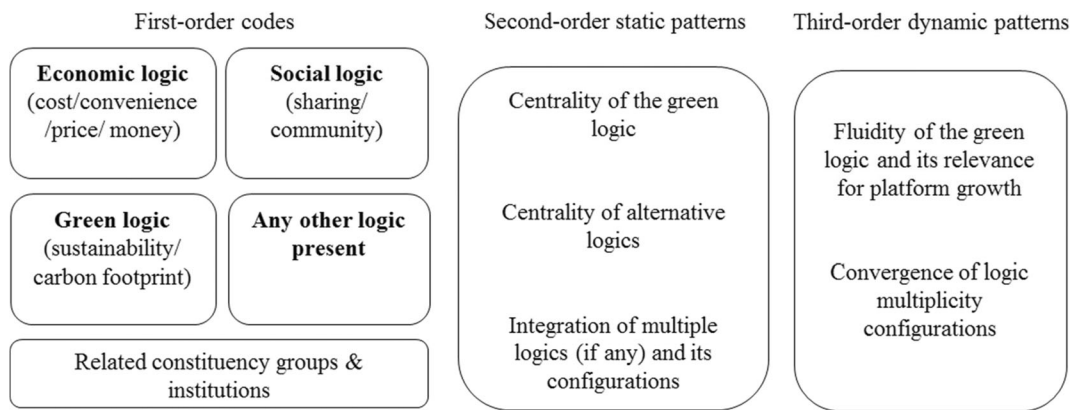 First-order codes
Second-order static patterns
Third-order dynamic patterns
Economic logic
(cost/convenience
/price/ money)
Social logic
(sharing/
community)
Green logic
(sustainability/
carbon footprint)
Any other logic
present
Related constituency groups &
institutions
Centrality of the green
logic
Centrality of alternative
logics
Integration of multiple
logics (if any) and its
configurations
Fluidity of the green
logic and its relevance
for platform growth
Convergence of logic
multiplicity
configurations